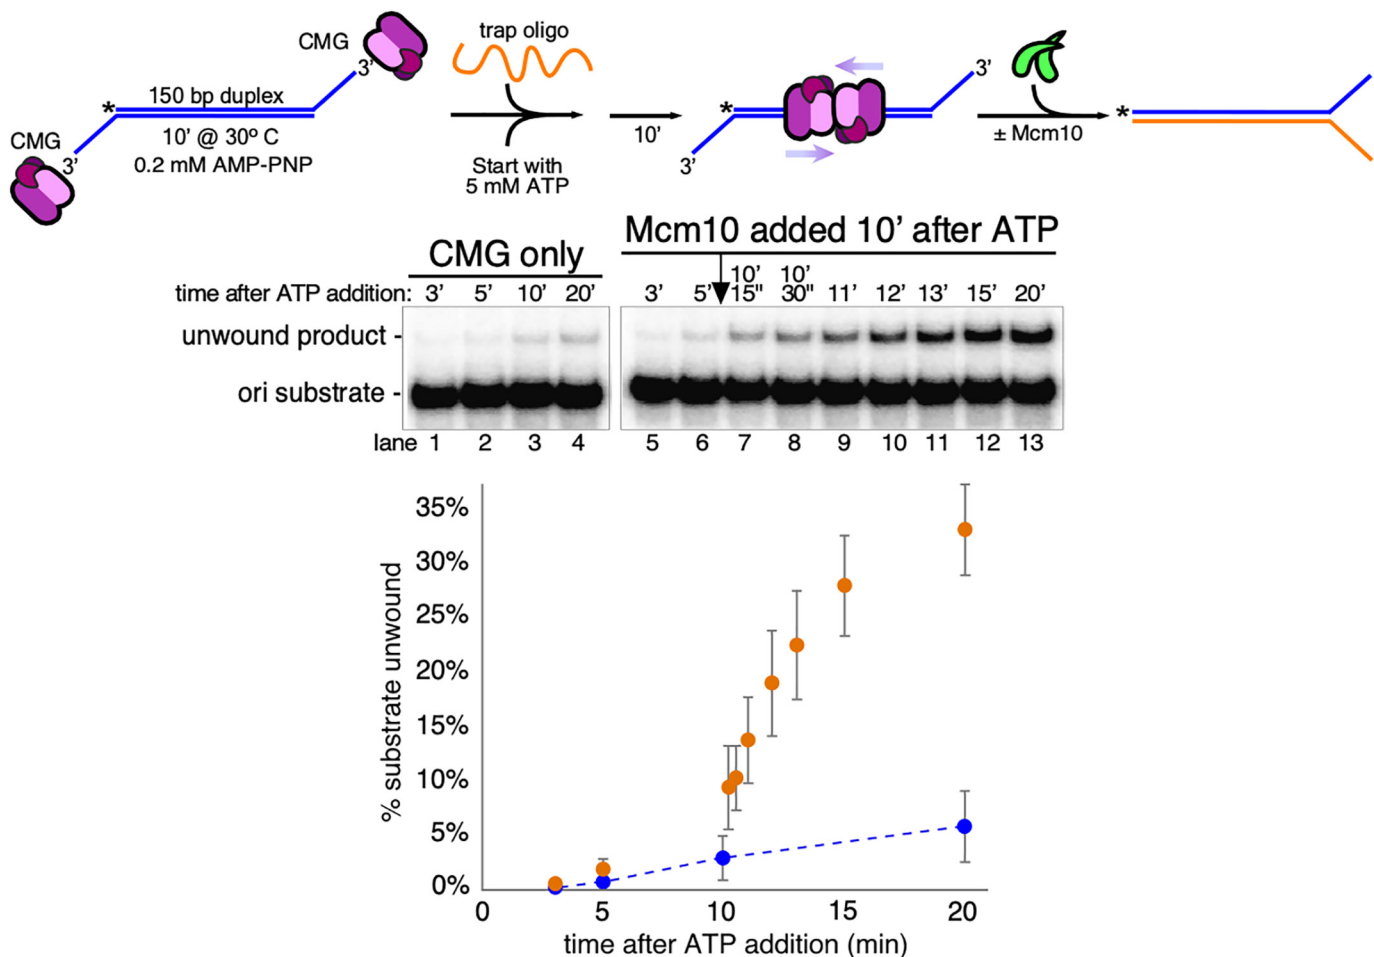 CMG
3’
*
150 bp duplex
10’ @ 30º C
0.2 mM AMP-PNP
CMG
3’
trap oligo
Start with
5 mM ATP
10’
3’
*
3’
± Mcm10
*
CMG only
Mcm10 added 10’ after ATP
time after ATP addition: 3’ 5’ 10’ 20’ 3’ 5’ 10’ 15" 10’ 30" 11’ 12’ 13’ 15’ 20’
unwound product -
ori substrate -
lane 1 2 3 4 5 6 7 8 9 10 11 12 13
% substrate unwound
35%
30%
25%
20%
15%
10%
5%
0%
0 5 10 15 20
time after ATP addition (min)